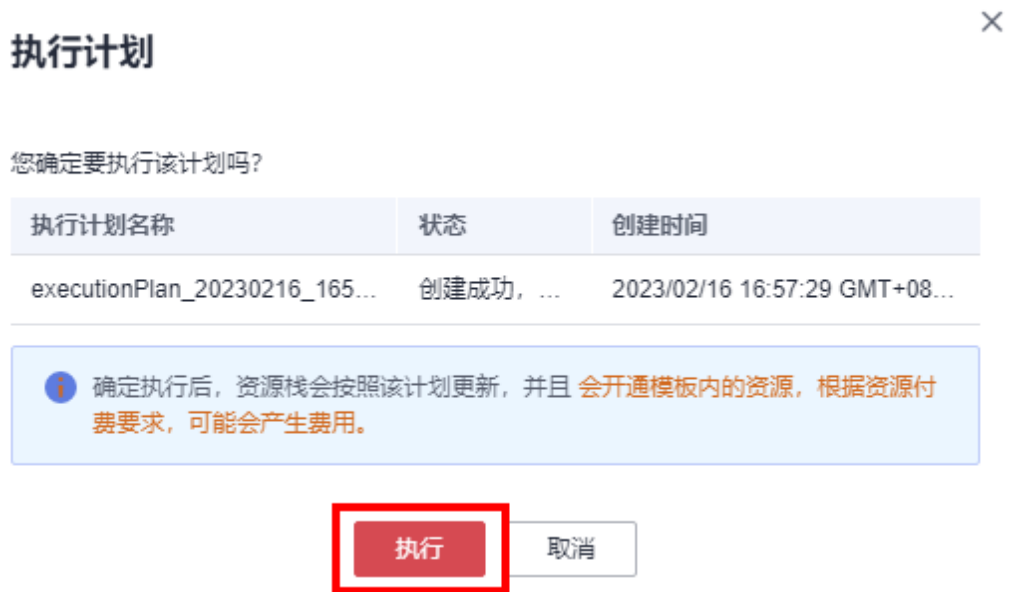 执行计划
您确定要执行该计划吗?
执行计划名称 状态 创建时间
executionPlan_20230216_165... 创建成功，... 2023/02/16 16:57:29 GMT+08...
确定执行后，资源栈会按照该计划更新，并且 会开通模板内的资源，根据资源付
费要求，可能会产生费用。
执行 取消